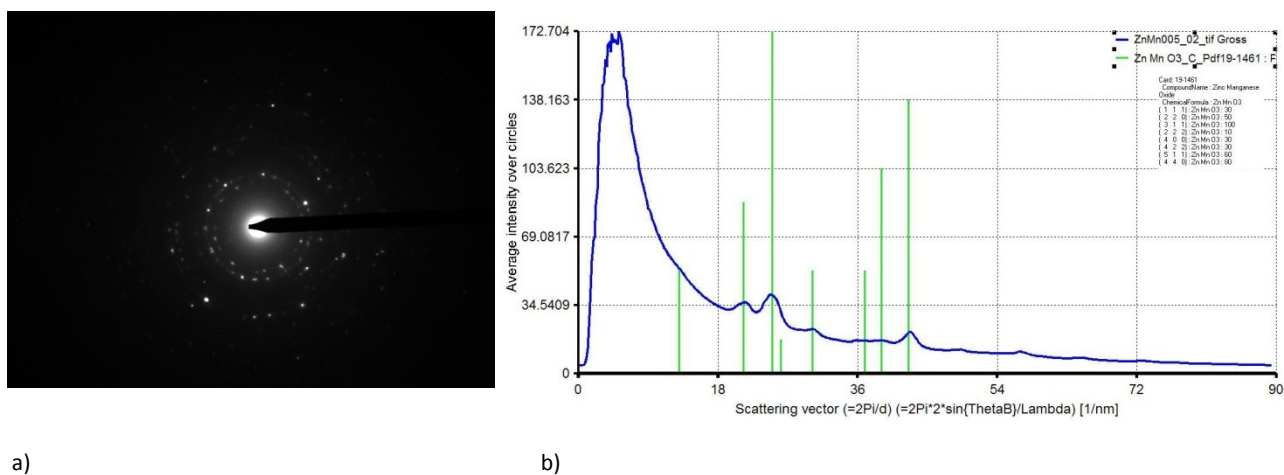 172.704
138.163
103.623
69.0817
34.5409
0
Average intensity over circles
0 18 36 54 72 90
Scattering vector (=2Pi/d) (=2Pi*2*sin{ThetaB}/Lambda) [1/nm]
ZnMn005_02_tif Gross
Zn Mn O3_C_Pdf19-1461 : F
Card: 19-1461
CompoundName : Zinc Manganese
Oxide
ChemicalFormula : Zn Mn O3
( 1 1 1) : Zn Mn O3 : 30
( 2 2 0) : Zn Mn O3 : 50
( 3 1 1) : Zn Mn O3 : 100
( 2 2 2) : Zn Mn O3 : 10
( 4 0 0) : Zn Mn O3 : 30
( 4 2 2) : Zn Mn O3 : 30
( 5 1 1) : Zn Mn O3 : 60
( 4 4 0) : Zn Mn O3 : 80
a) b)